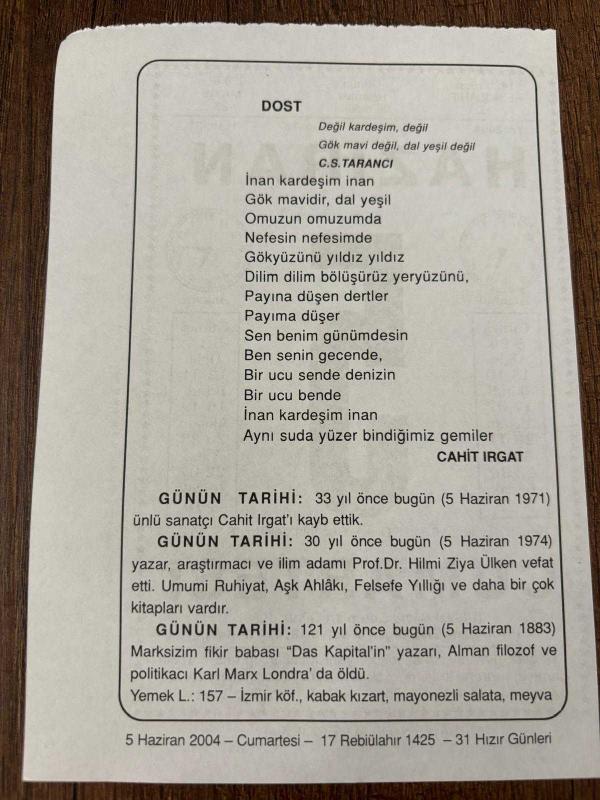 DOST
Değil kardeşim, değil
Gök mavi değil, dal yeşil değil
C.S.TARANCI
İnan kardeşim inan
Gök mavidir, dal yeşil
Omuzun omuzumda
Nefesin nefesimde
Gökyüzünü yıldız yıldız
Dilim dilim bölüşürüz yeryüzünü,
Payına düşen dertler
Payıma düşer
Sen benim günümdesin
Ben senin gecende,
Bir ucu sende denizin
Bir ucu bende
İnan kardeşim inan
Aynı suda yüzer bindiğimiz gemiler
CAHİT IRGAT
GÜNÜN TARİHİ: 33 yıl önce bugün (5 Haziran 1971)
ünlü sanatçı Cahit Irgat'ı kayb ettik.
GÜNÜN TARİHİ: 30 yıl önce bugün (5 Haziran 1974)
yazar, araştırmacı ve ilim adamı Prof.Dr. Hilmi Ziya Ülken vefat
etti. Umumi Ruhiyat, Aşk Ahlâkı, Felsefe Yıllığı ve daha bir çok
kitapları vardır.
GÜNÜN TARİHİ: 121 yıl önce bugün (5 Haziran 1883)
Marksizim fikir babası "Das Kapital'in" yazarı, Alman filozof ve
politikacı Karl Marx Londra' da öldü.
Yemek L.: 157 – İzmir köf., kabak kızart, mayonezli salata, meyva
5 Haziran 2004 – Cumartesi – 17 Rebiülahır 1425 – 31 Hızır Günleri